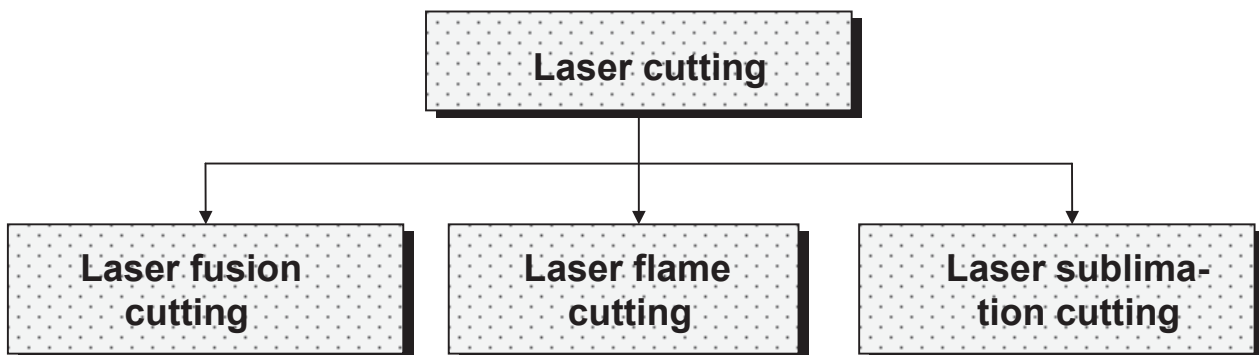 Laser cutting
Laser fusion
cutting
Laser flame
cutting
Laser sublima-
tion cutting